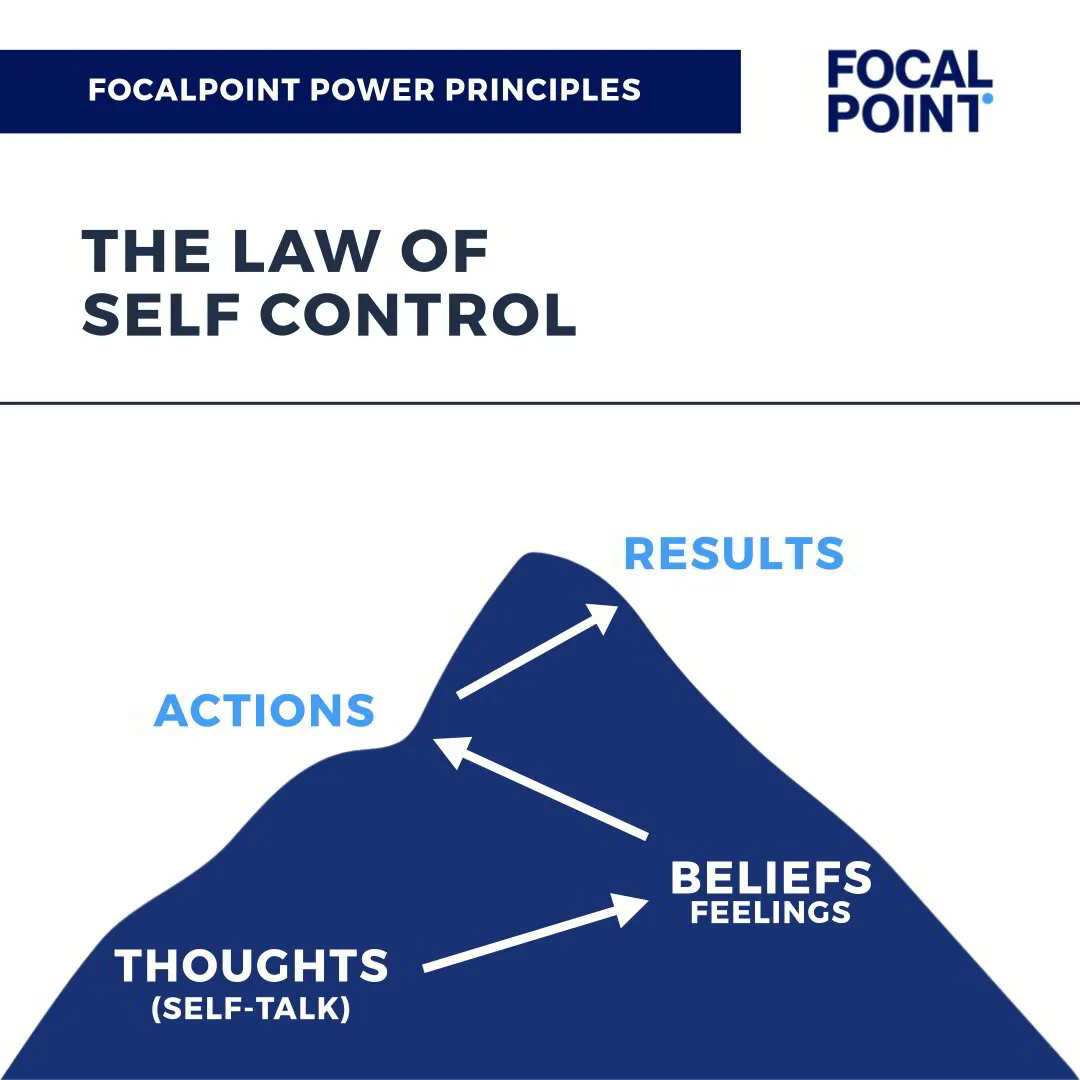 FOCALPOINT POWER PRINCIPLES
FOCAL
POINT
THE LAW OF
SELF CONTROL
RESULTS
ACTIONS
BELIEFS
FEELINGS
THOUGHTS
(SELF-TALK)